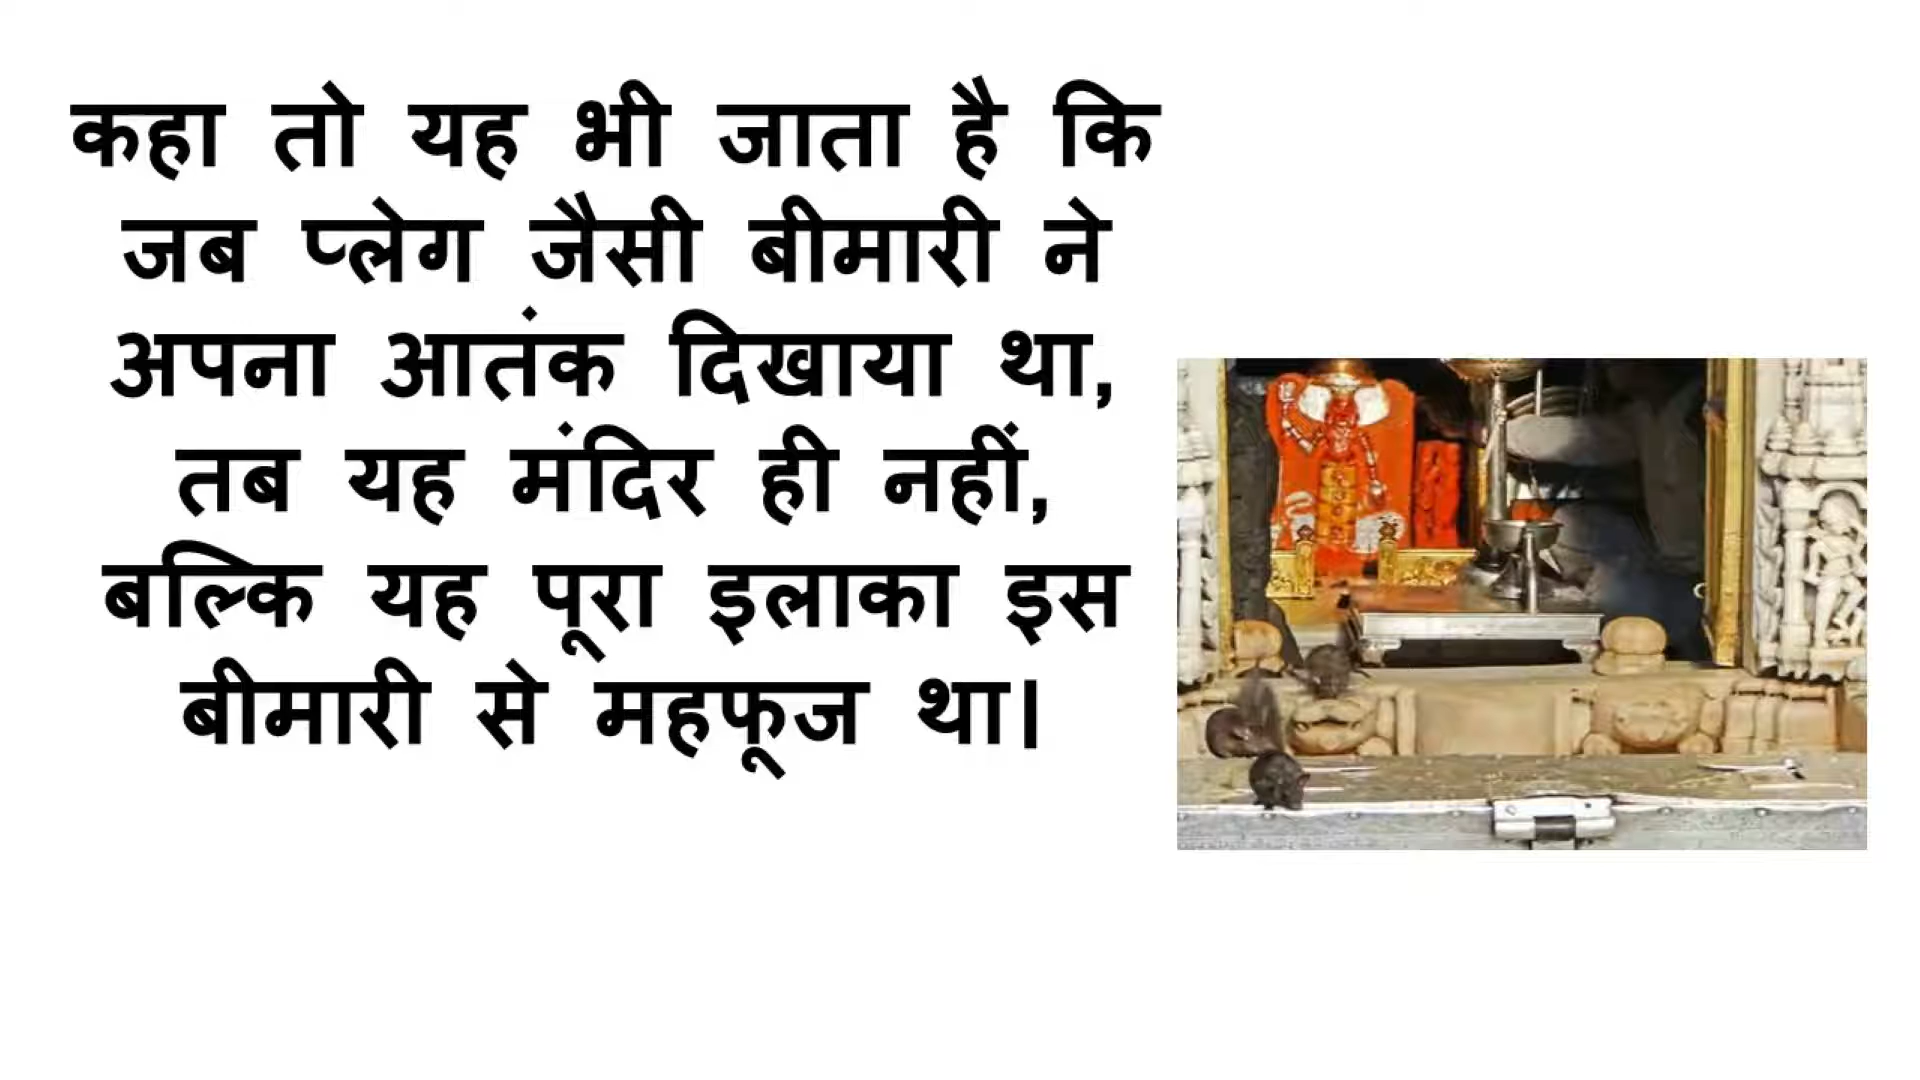 कहा तो यह भी जाता है कि
जब प्लेग जैसी बीमारी ने
अपना आतंक दिखाया था,
तब यह मंदिर ही नहीं,
बल्कि यह पूरा इलाका इस
बीमारी से महफूज था।